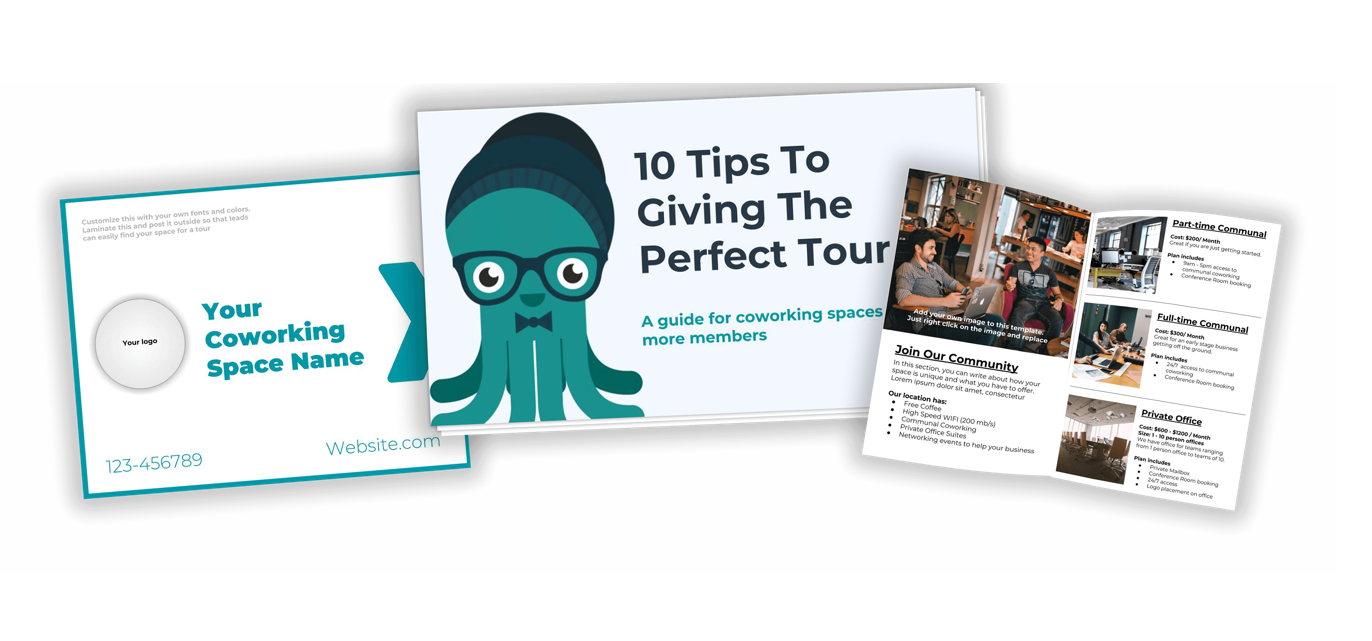 Customize this with your own fonts and colors.
Laminate this and post it outside so that leads
can easily find your space for a tour
Your logo
Your
Coworking
Space Name
123-456789
Website.com
10 Tips To
Giving The
Perfect Tour
A guide for coworking spaces
more members
Add your own image to this template.
Just right click on the image and replace
Join Our Community
In this section, you can write about how your
space is unique and what you have to offer.
Lorem ipsum dolor sit amet, consectetur
Our location has:
• Free Coffee
• High Speed WIFI (200 mb/s)
• Communal Coworking
• Private Office Suites
• Networking events to help your business
Part-time Communal
Cost: $200/ Month
Great if you are just getting started.
Plan includes
• 9am - 5pm access to
communal coworking
• Conference Room booking
Full-time Communal
Cost: $300/ Month
Great for an early stage business
getting off the ground.
Plan includes
• 24/7 access to communal
coworking
• Conference Room booking
Private Office
Cost: $600 - $1200 / Month
Size: 1 - 10 person offices
We have office for teams ranging
from 1 person office to teams of 10.
Plan includes
• Private Mailbox
• Conference Room booking
• 24/7 access
• Logo placement on office